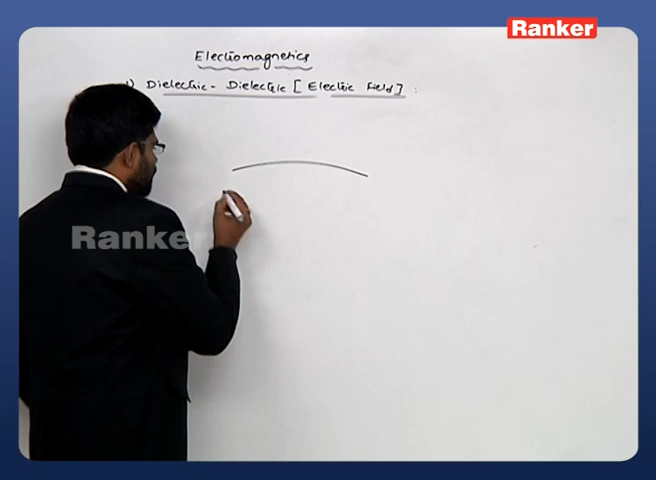 Ranker
Electromagnetics
1) Dielectric - Dielectric [ Electric Field ] :
Ranker